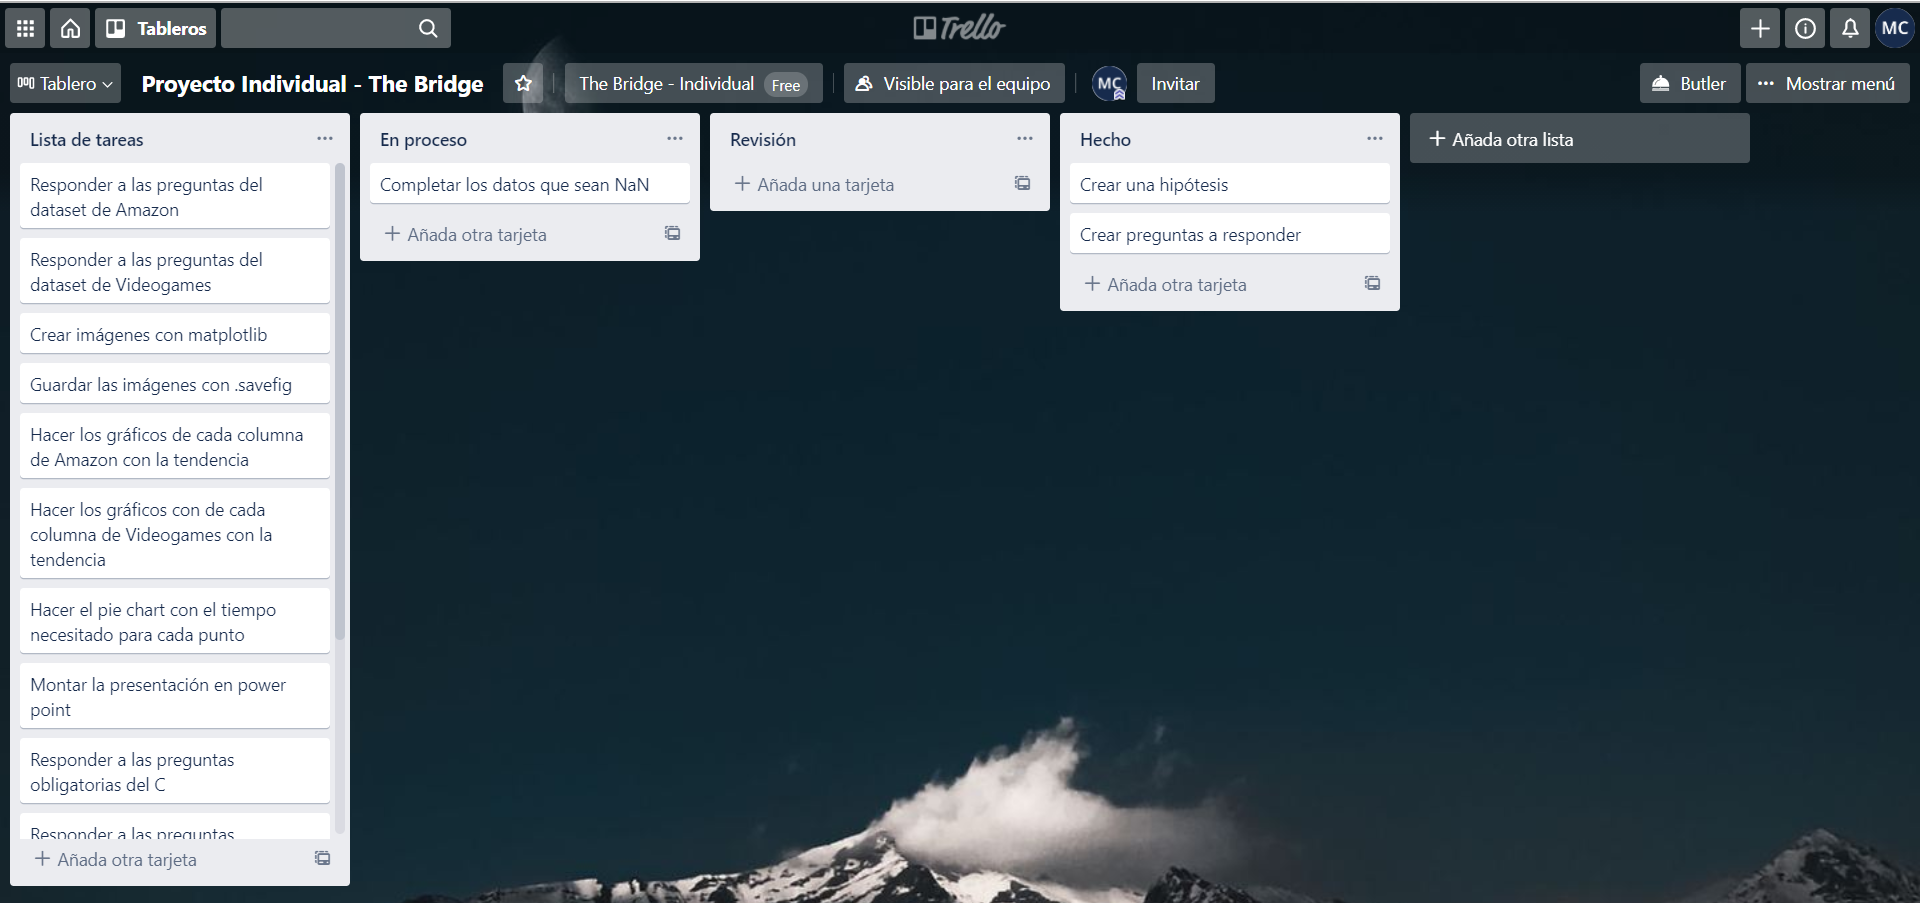 Tableros
Trello
MC
Tablero
Proyecto Individual - The Bridge
The Bridge - Individual Free
Visible para el equipo
MC
Invitar
Butler
Mostrar menú
Lista de tareas
Responder a las preguntas del
dataset de Amazon
Responder a las preguntas del
dataset de Videogames
Crear imágenes con matplotlib
Guardar las imágenes con .savefig
Hacer los gráficos de cada columna
de Amazon con la tendencia
Hacer los gráficos con de cada
columna de Videogames con la
tendencia
Hacer el pie chart con el tiempo
necesitado para cada punto
Montar la presentación en power
point
Responder a las preguntas
obligatorias del C
Responder a las preguntas
Añada otra tarjeta
En proceso
Completar los datos que sean NaN
Añada otra tarjeta
Revisión
Añada una tarjeta
Hecho
Crear una hipótesis
Crear preguntas a responder
Añada otra tarjeta
Añada otra lista